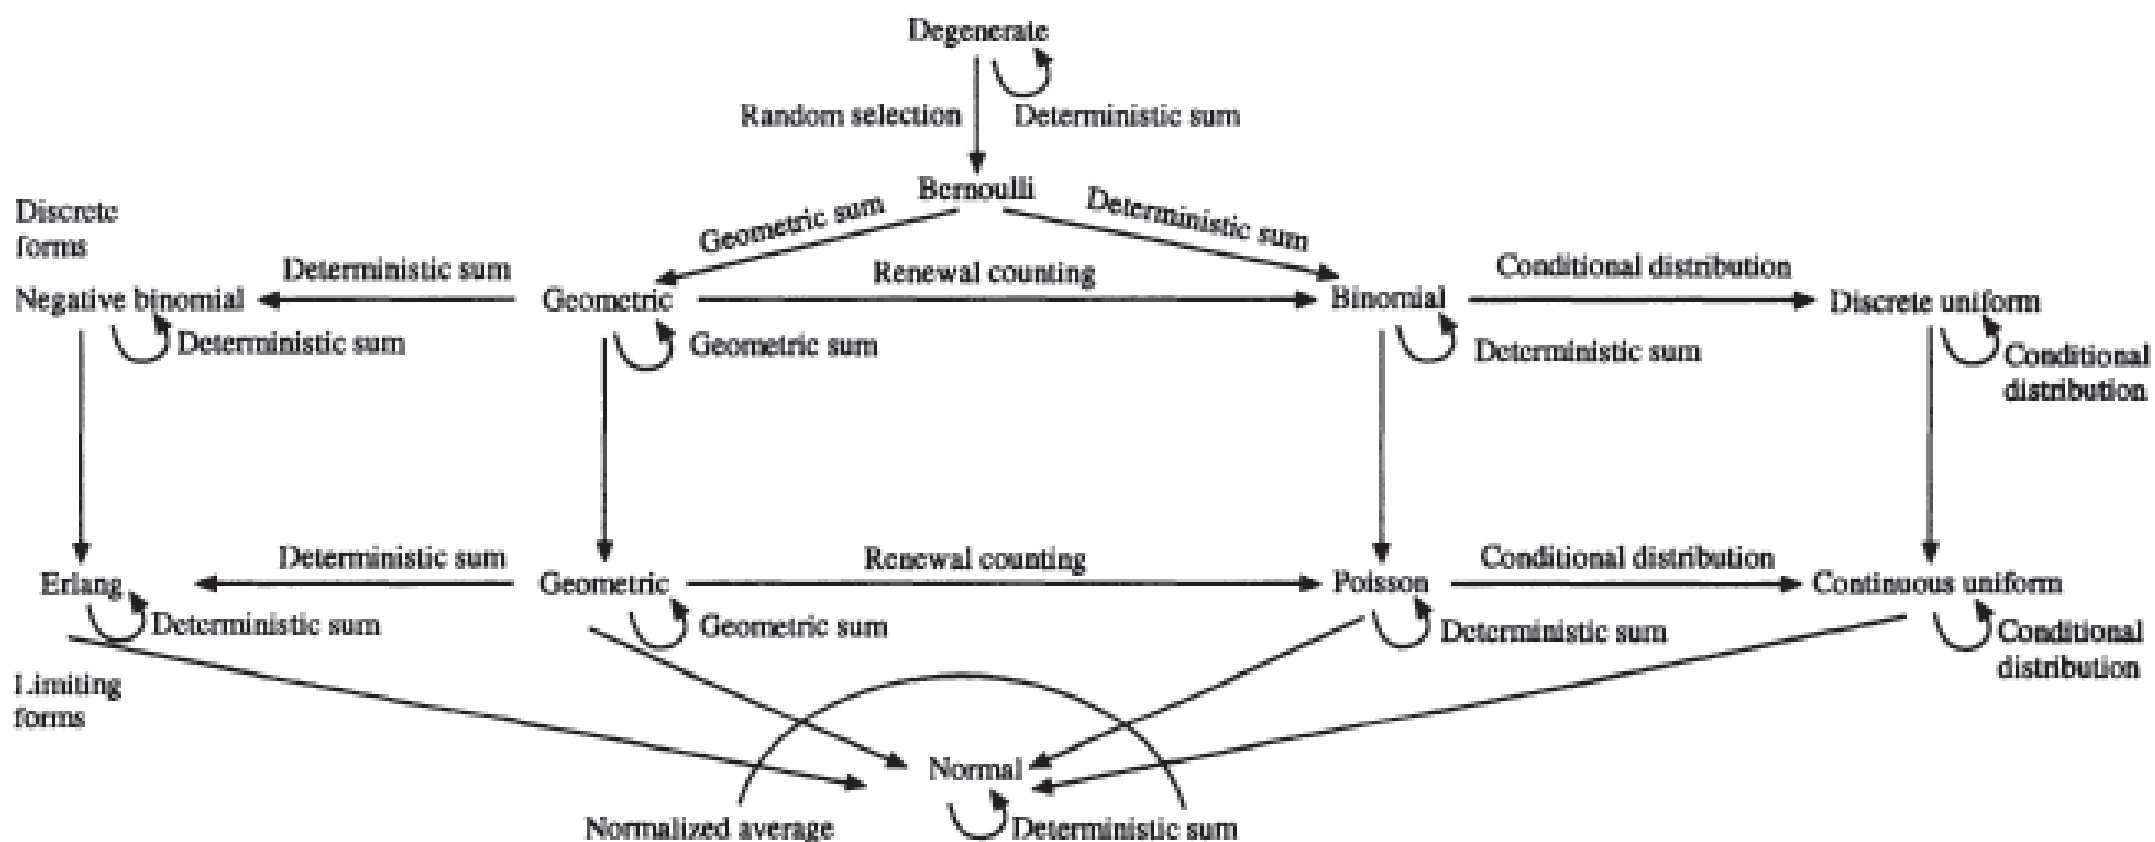 Degenerate
Random selection
Deterministic sum
Bernoulli
Discrete
forms
Geometric sum
Deterministic sum
Deterministic sum
Renewal counting
Conditional distribution
Negative binomial
Geometric
Binomial
Discrete uniform
Deterministic sum
Geometric sum
Deterministic sum
Conditional
distribution
Deterministic sum
Renewal counting
Conditional distribution
Erlang
Geometric
Poisson
Continuous uniform
Deterministic sum
Geometric sum
Deterministic sum
Conditional
distribution
Limiting
forms
Normal
Normalized average
Deterministic sum